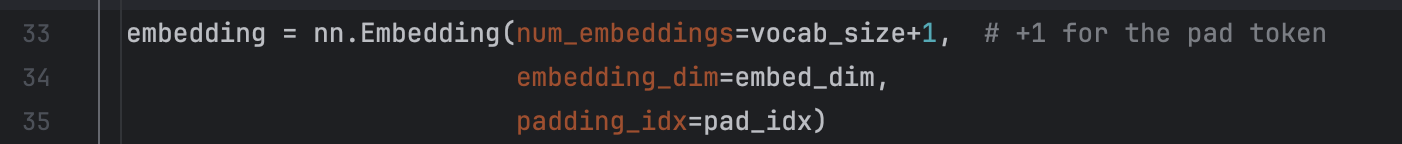 33 embedding = nn.Embedding(num_embeddings=vocab_size+1,  # +1 for the pad token
34 embedding_dim=embed_dim,
35 padding_idx=pad_idx)